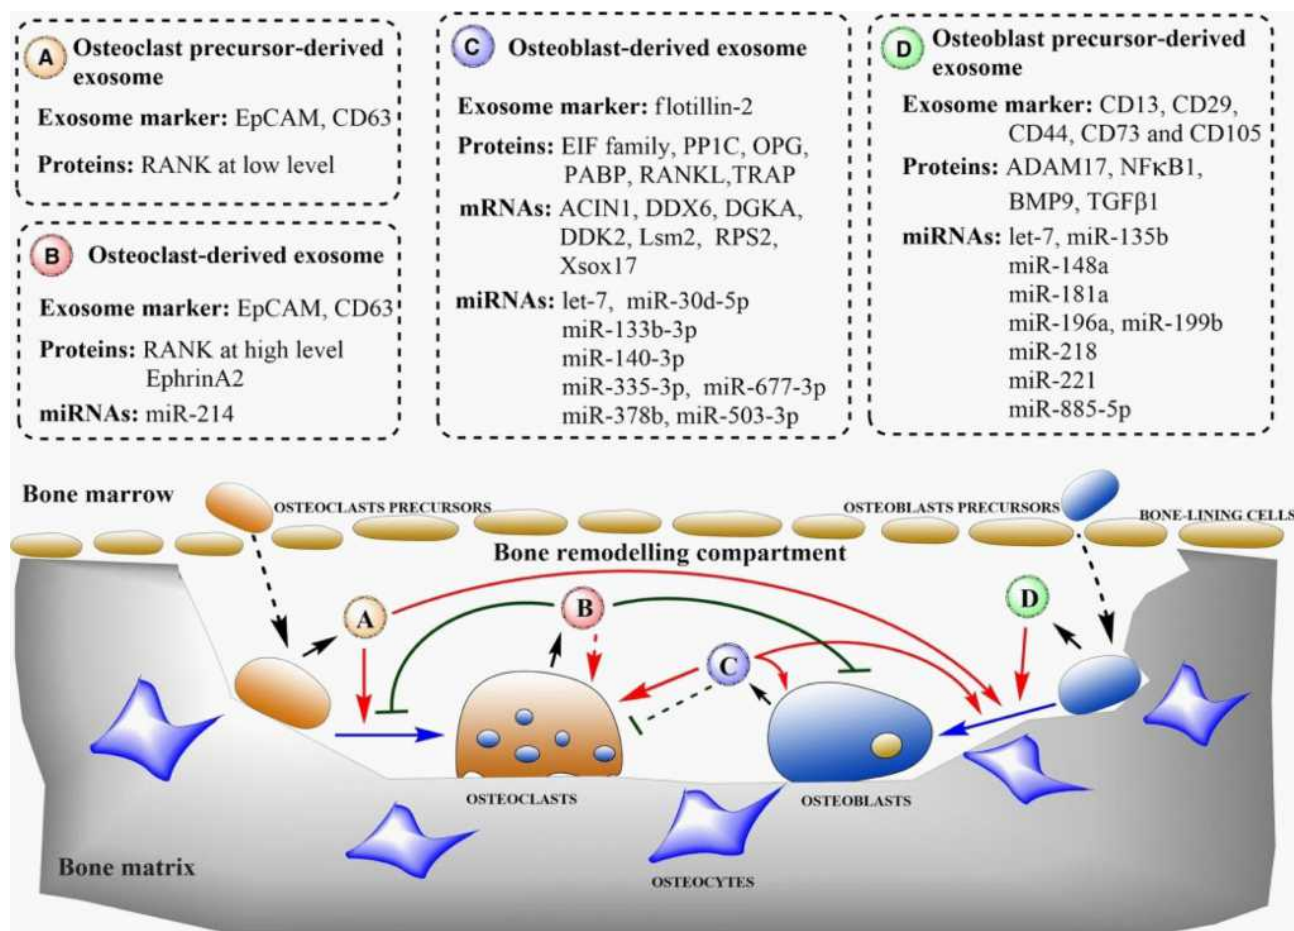 A Osteoclast precursor-derived
exosome
Exosome marker: EpCAM, CD63
Proteins: RANK at low level
B Osteoclast-derived exosome
Exosome marker: EpCAM, CD63
Proteins: RANK at high level
EphrinA2
miRNAs: miR-214
C Osteoblast-derived exosome
Exosome marker: flotillin-2
Proteins: EIF family, PP1C, OPG,
PABP, RANKL,TRAP
mRNAs: ACIN1, DDX6, DGKA,
DDK2, Lsm2, RPS2,
Xsox17
miRNAs: let-7, miR-30d-5p
miR-133b-3p
miR-140-3p
miR-335-3p, miR-677-3p
miR-378b, miR-503-3p
D Osteoblast precursor-derived
exosome
Exosome marker: CD13, CD29,
CD44, CD73 and CD105
Proteins: ADAM17, NFκB1,
BMP9, TGFβ1
miRNAs: let-7, miR-135b
miR-148a
miR-181a
miR-196a, miR-199b
miR-218
miR-221
miR-885-5p
Bone marrow
OSTEOCLASTS PRECURSORS
OSTEOBLASTS PRECURSORS
BONE-LINING CELLS
Bone remodelling compartment
A
B
C
D
OSTEOCLASTS
OSTEOBLASTS
Bone matrix
OSTEOCYTES